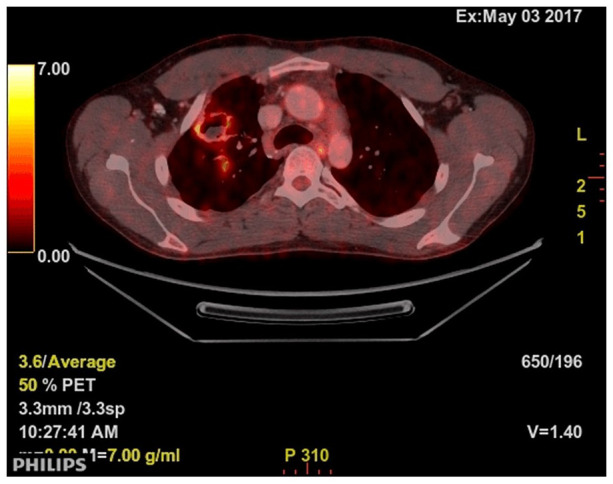 Ex:May 03 2017
7.00
0.00
L
2
5
1
3.6/Average
50 % PET
3.3mm /3.3sp
10:27:41 AM
M=7.00 g/ml
650/196
V=1.40
P 310
PHILIPS